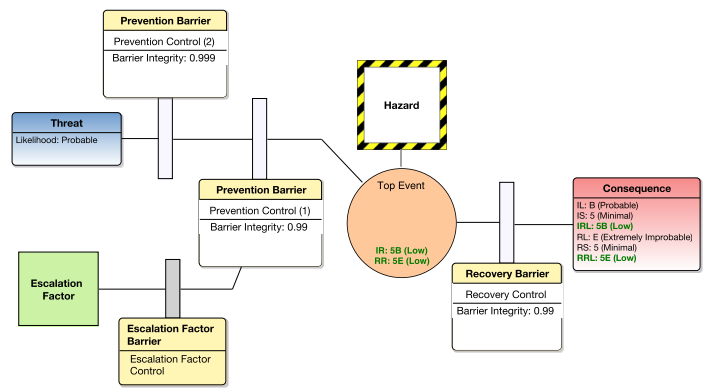 Prevention Barrier
Prevention Control (2)
Barrier Integrity: 0.999
Hazard
Threat
Likelihood: Probable
Prevention Barrier
Prevention Control (1)
Barrier Integrity: 0.99
Top Event
IR: 5B (Low)
RR: 5E (Low)
Consequence
IL: B (Probable)
IS: 5 (Minimal)
IRL: 5B (Low)
RL: E (Extremely Improbable)
RS: 5 (Minimal)
RRL: 5E (Low)
Recovery Barrier
Recovery Control
Barrier Integrity: 0.99
Escalation
Factor
Escalation Factor
Barrier
Escalation Factor
Control